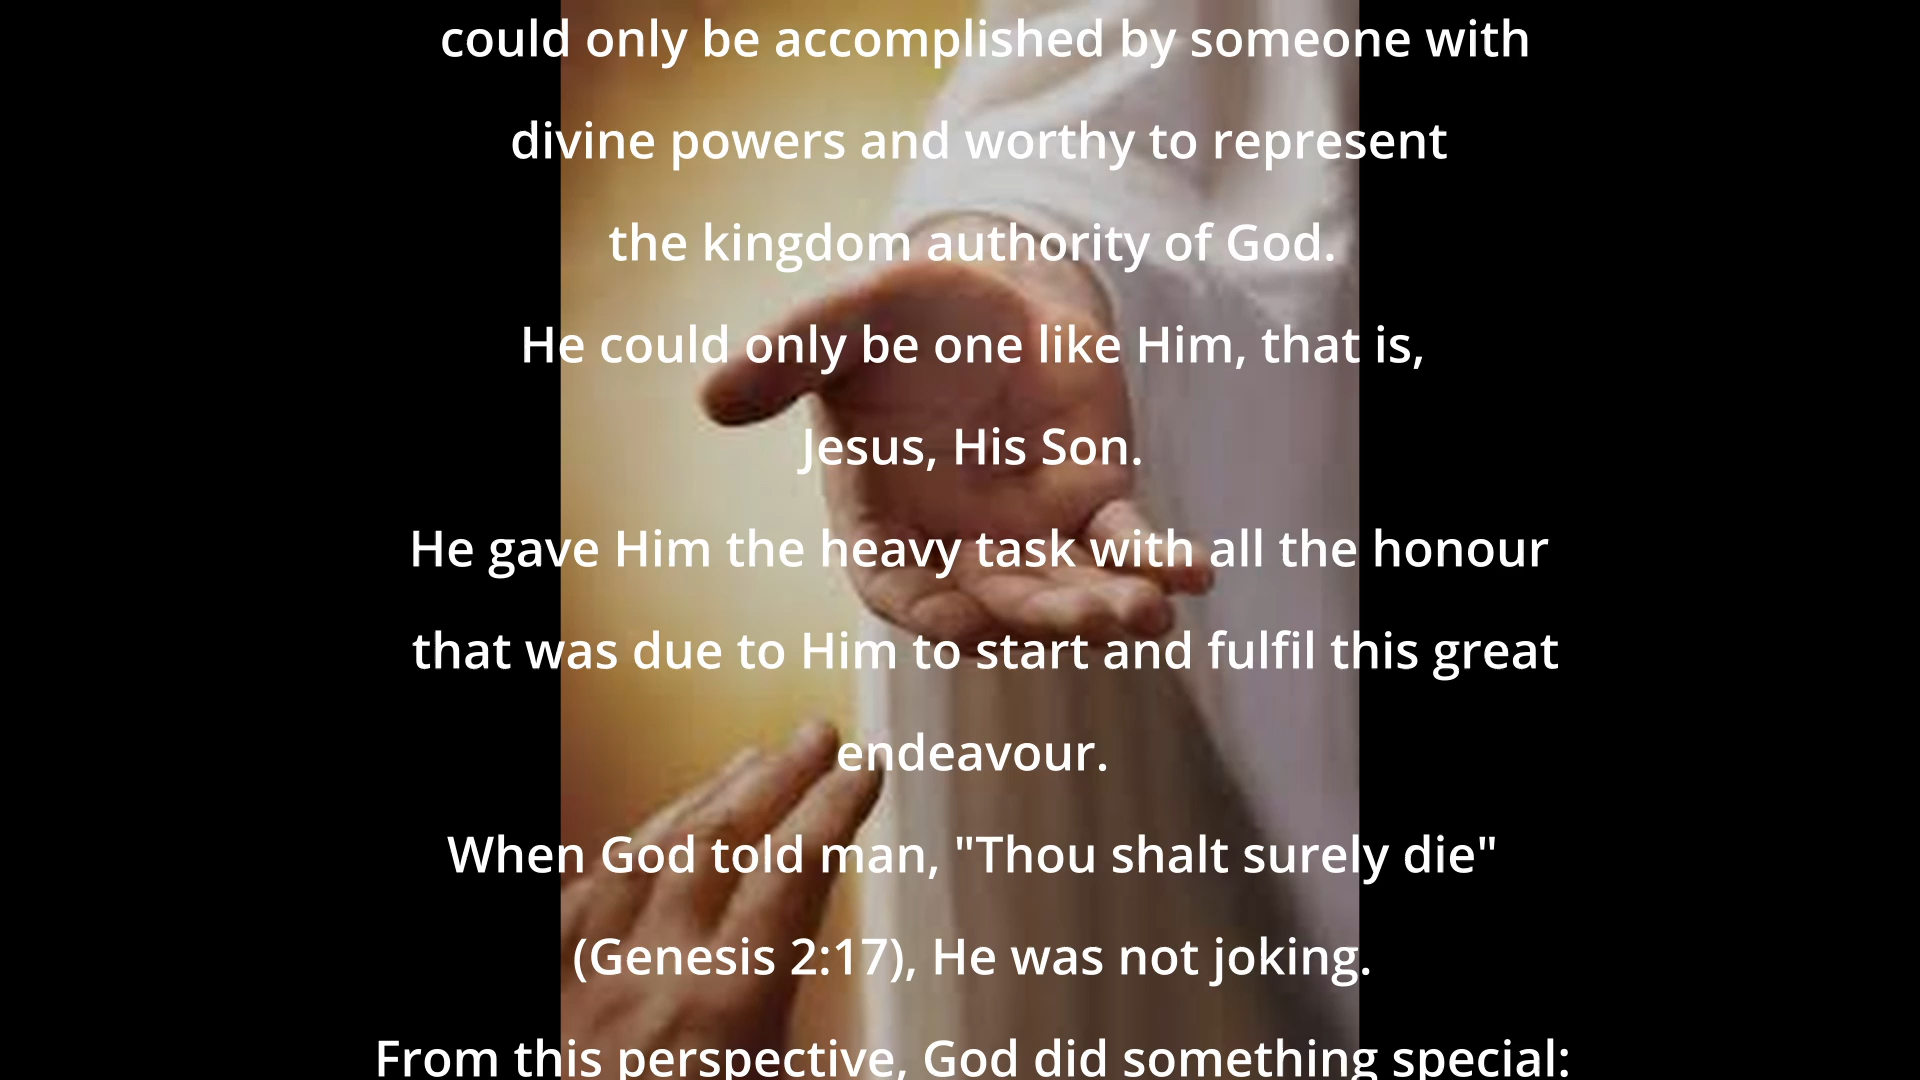 could only be accomplished by someone with
divine powers and worthy to represent
the kingdom authority of God.
He could only be one like Him, that is,
Jesus, His Son.
He gave Him the heavy task with all the honour
that was due to Him to start and fulfil this great
endeavour.
When God told man, "Thou shalt surely die"
(Genesis 2:17), He was not joking.
From this perspective, God did something special: